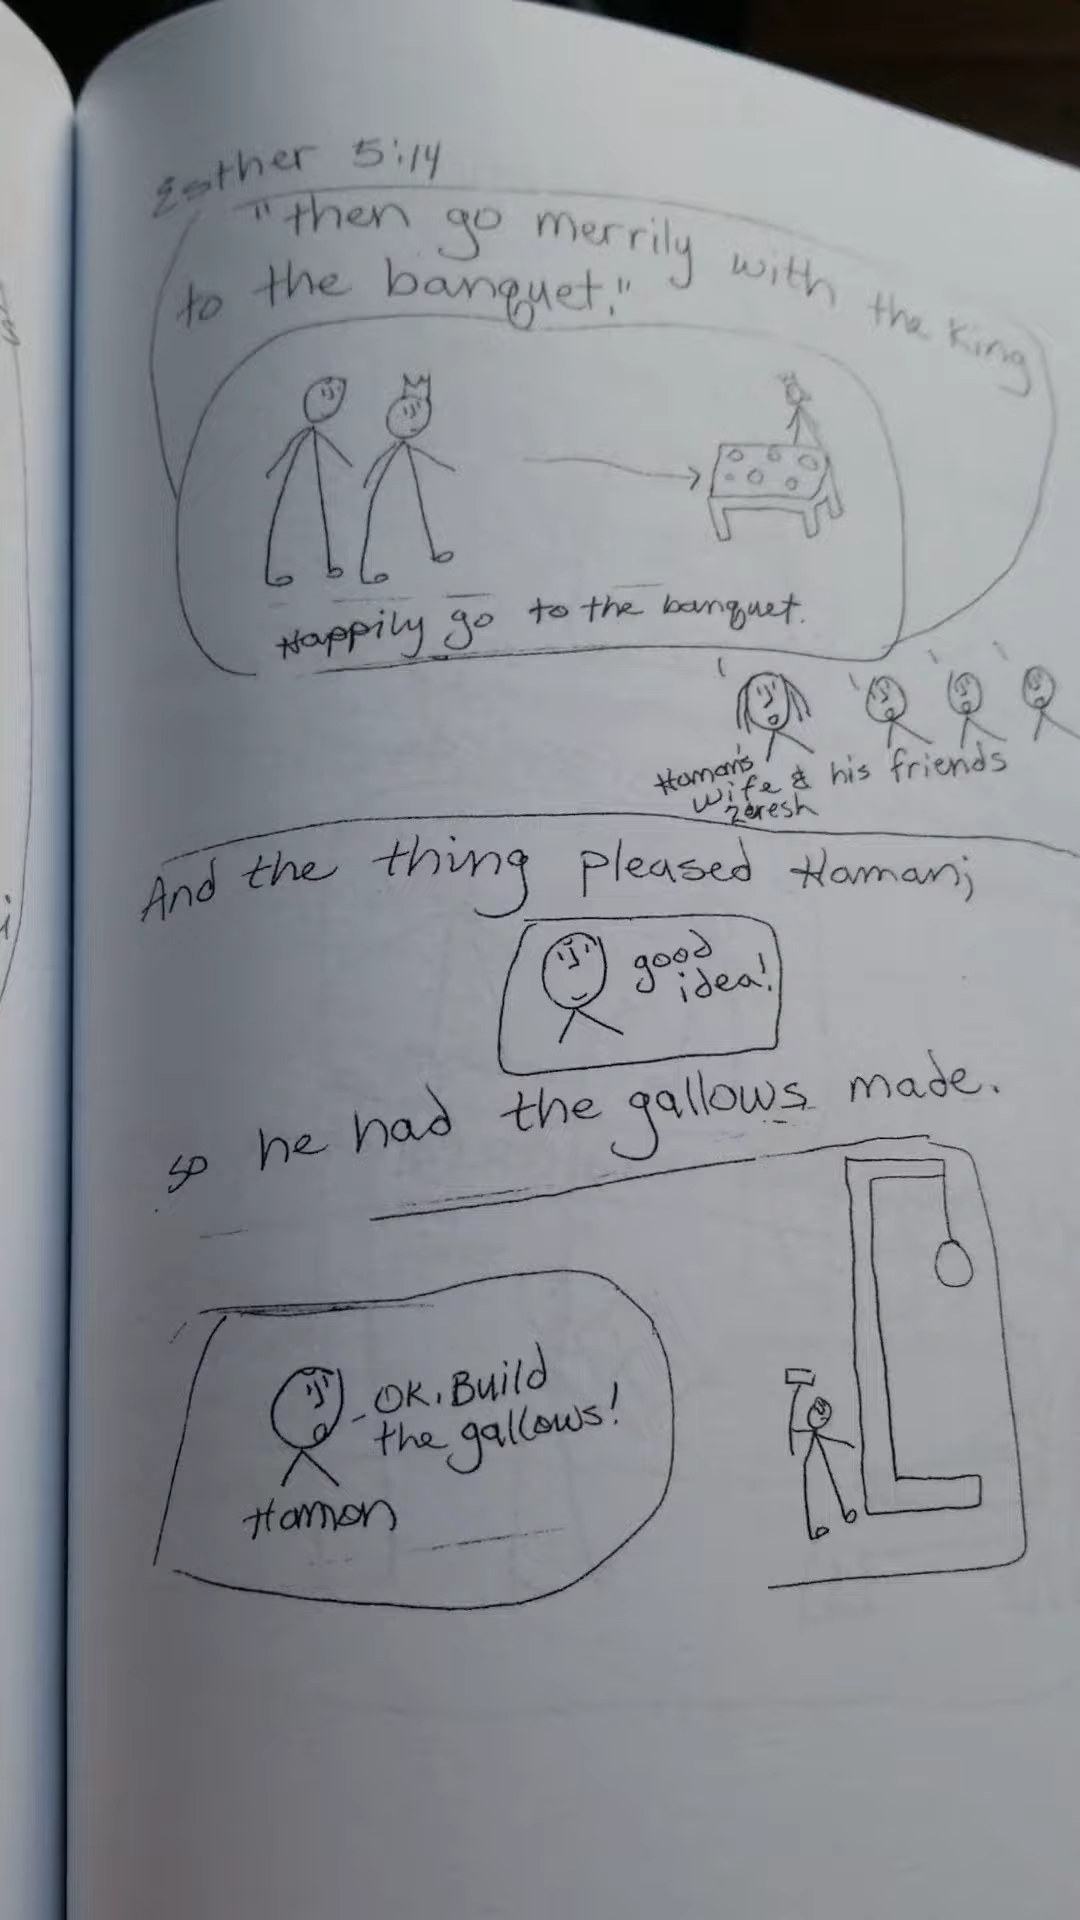 Esther 5:14
"then go merrily with the King
to the banquet."
Happily go to the banquet.
Haman's
wife & his friends
Zeresh
And the thing pleased Haman;
good
idea!
so he had the gallows made.
OK. Build
the gallows!
Haman